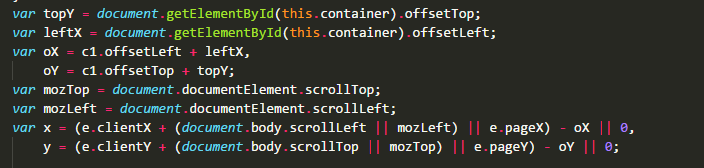 var topY = document.getElementById(this.container).offsetTop;
var leftX = document.getElementById(this.container).offsetLeft;
var oX = c1.offsetLeft + leftX,
    oY = c1.offsetTop + topY;
var mozTop = document.documentElement.scrollTop;
var mozLeft = document.documentElement.scrollLeft;
var x = (e.clientX + (document.body.scrollLeft || mozLeft) || e.pageX) - oX || 0,
    y = (e.clientY + (document.body.scrollTop || mozTop) || e.pageY) - oY || 0;